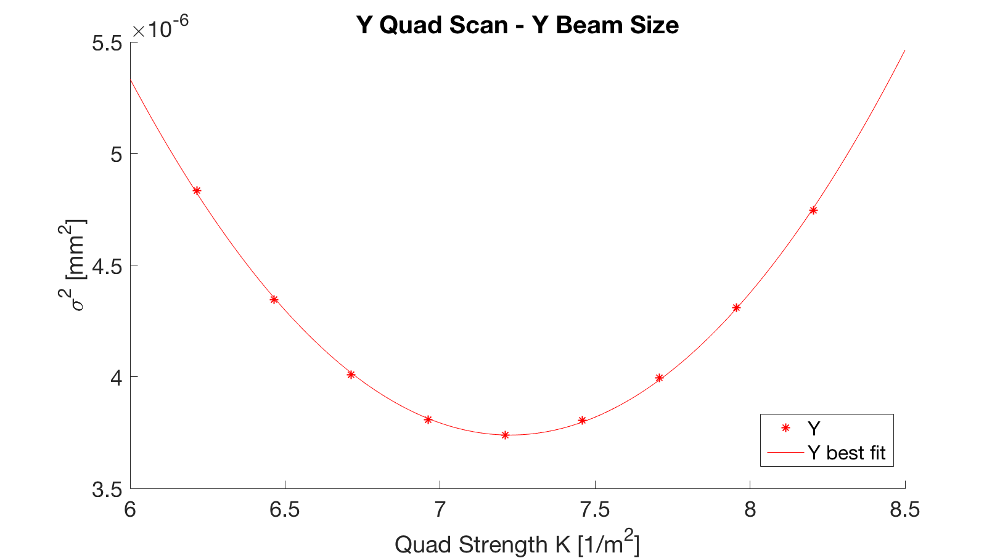 Y Quad Scan - Y Beam Size
×10^-6
5.5
5
4.5
4
3.5
σ^2 [mm^2]
6 6.5 7 7.5 8 8.5
Quad Strength K [1/m^2]
Y
Y best fit